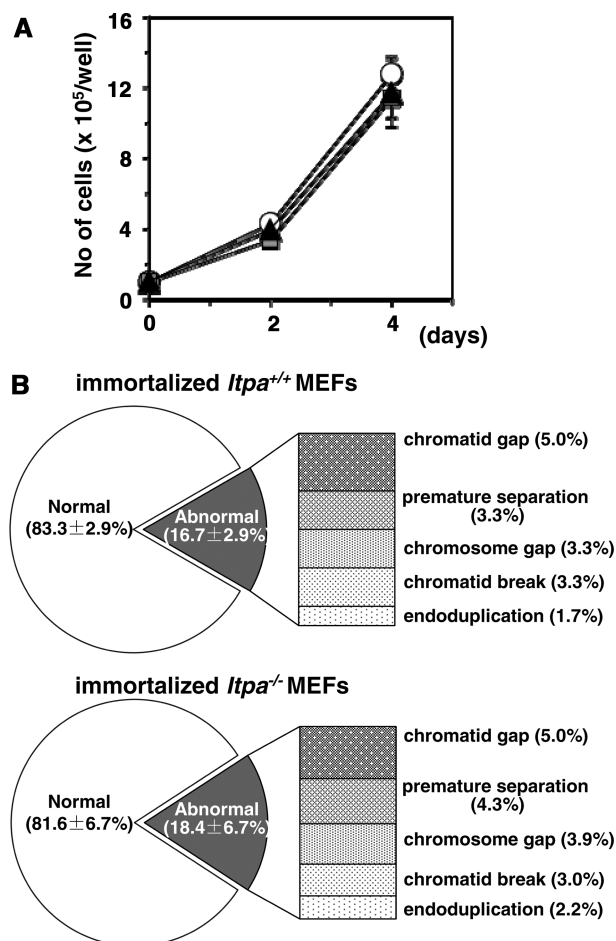 A
No of cells (x 10⁵/well)
16
12
8
4
0
0 2 4
(days)
B
immortalized Itpa+/+ MEFs
Normal
(83.3±2.9%)
Abnormal
(16.7±2.9%)
chromatid gap (5.0%)
premature separation
(3.3%)
chromosome gap (3.3%)
chromatid break (3.3%)
endoduplication (1.7%)
immortalized Itpa-/- MEFs
Normal
(81.6±6.7%)
Abnormal
(18.4±6.7%)
chromatid gap (5.0%)
premature separation
(4.3%)
chromosome gap (3.9%)
chromatid break (3.0%)
endoduplication (2.2%)